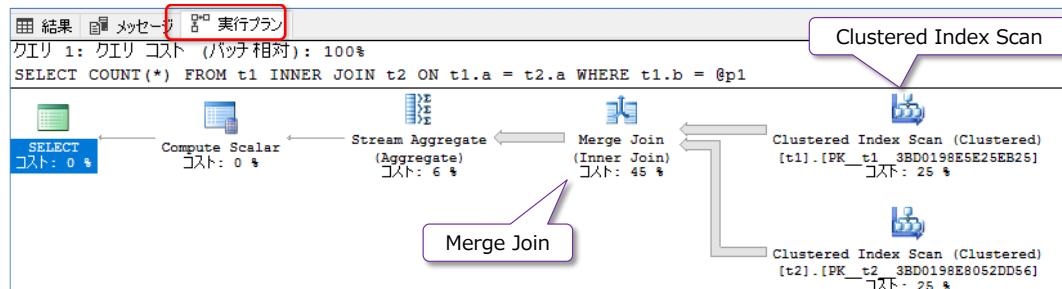 結果 メッセージ 実行プラン
クエリ 1: クエリ コスト (バッチ相対): 100%
SELECT COUNT(*) FROM t1 INNER JOIN t2 ON t1.a = t2.a WHERE t1.b = @p1
Clustered Index Scan
SELECT
コスト: 0 %
Compute Scalar
コスト: 0 %
Stream Aggregate
(Aggregate)
コスト: 6 %
Merge Join
(Inner Join)
コスト: 45 %
Clustered Index Scan (Clustered)
[t1].[PK__t1__3BD0198E5E25EB25]
コスト: 25 %
Merge Join
Clustered Index Scan (Clustered)
[t2].[PK__t2__3BD0198E8052DD56]
コスト: 25 %